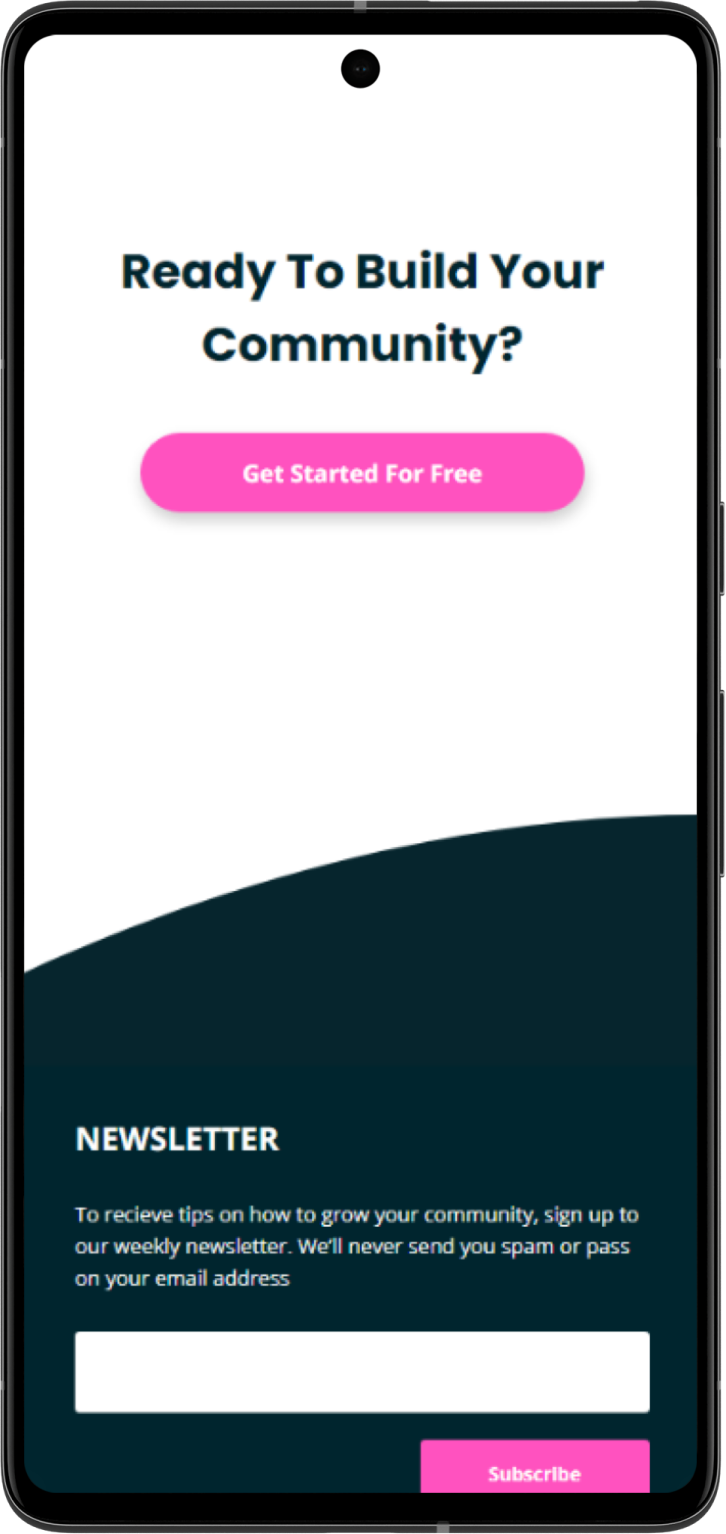 Ready To Build Your
Community?
Get Started For Free
NEWSLETTER
To recieve tips on how to grow your community, sign up to
our weekly newsletter. We’ll never send you spam or pass
on your email address
Subscribe